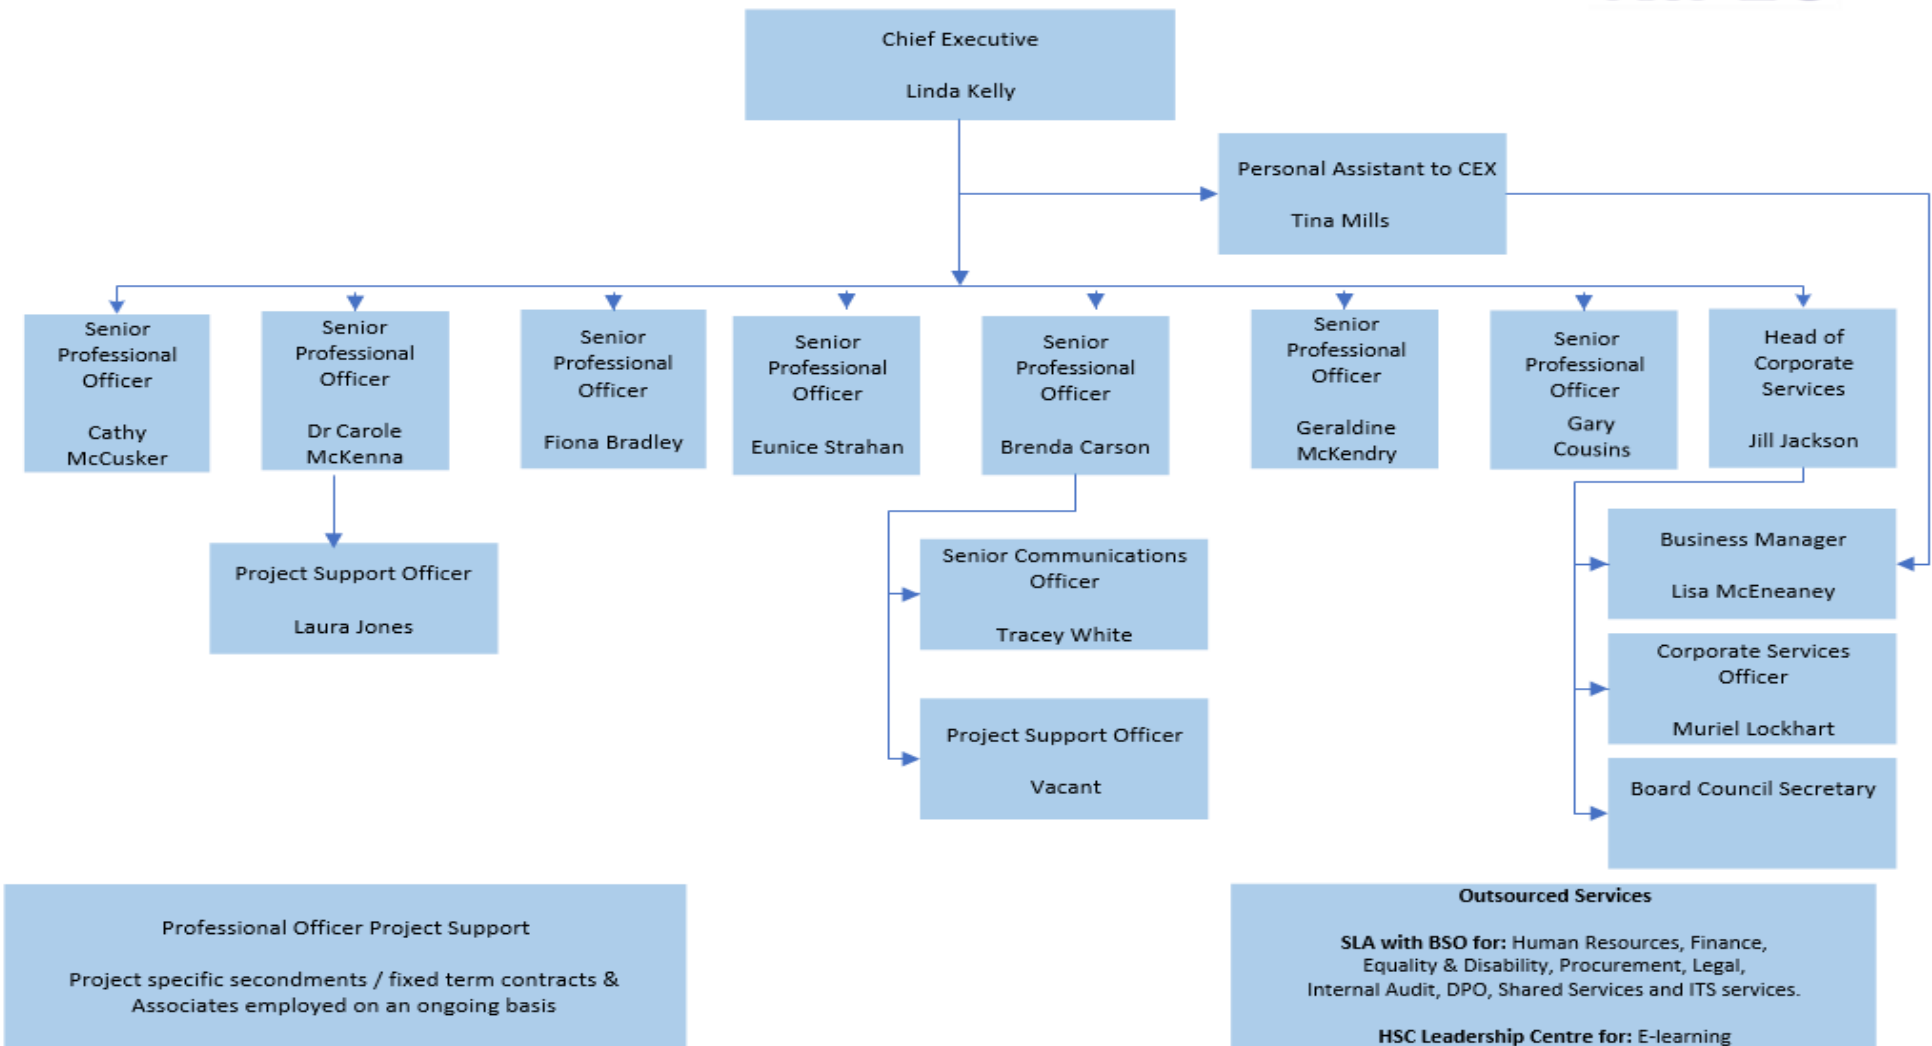 Chief Executive
Linda Kelly
Personal Assistant to CEX
Tina Mills
Senior
Professional
Officer
Cathy
McCusker
Senior
Professional
Officer
Dr Carole
McKenna
Senior
Professional
Officer
Fiona Bradley
Senior
Professional
Officer
Eunice Strahan
Senior
Professional
Officer
Brenda Carson
Senior
Professional
Officer
Geraldine
McKendry
Senior
Professional
Officer
Gary
Cousins
Head of
Corporate
Services
Jill Jackson
Project Support Officer
Laura Jones
Senior Communications
Officer
Tracey White
Project Support Officer
Vacant
Business Manager
Lisa McEneaney
Corporate Services
Officer
Muriel Lockhart
Board Council Secretary
Professional Officer Project Support
Project specific secondments / fixed term contracts &
Associates employed on an ongoing basis
Outsourced Services
SLA with BSO for: Human Resources, Finance,
Equality & Disability, Procurement, Legal,
Internal Audit, DPO, Shared Services and ITS services.
HSC Leadership Centre for: E-learning